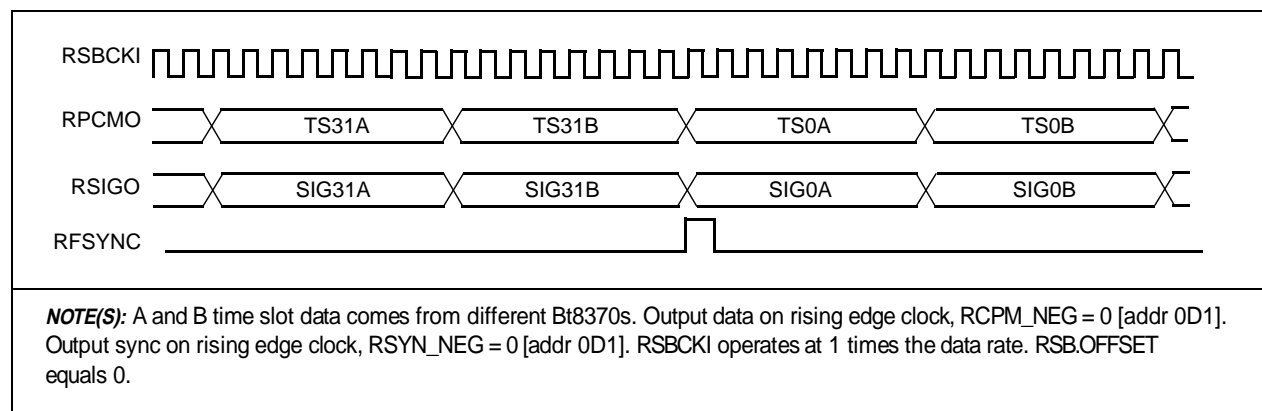 RSBCKI
RPCMO TS31A TS31B TS0A TS0B
RSIGO SIG31A SIG31B SIG0A SIG0B
RFSYNC
NOTE(S): A and B time slot data comes from different Bt8370s. Output data on rising edge clock, RCPM_NEG = 0 [addr 0D1].
Output sync on rising edge clock, RSYN_NEG = 0 [addr 0D1]. RSBCKI operates at 1 times the data rate. RSB.OFFSET
equals 0.